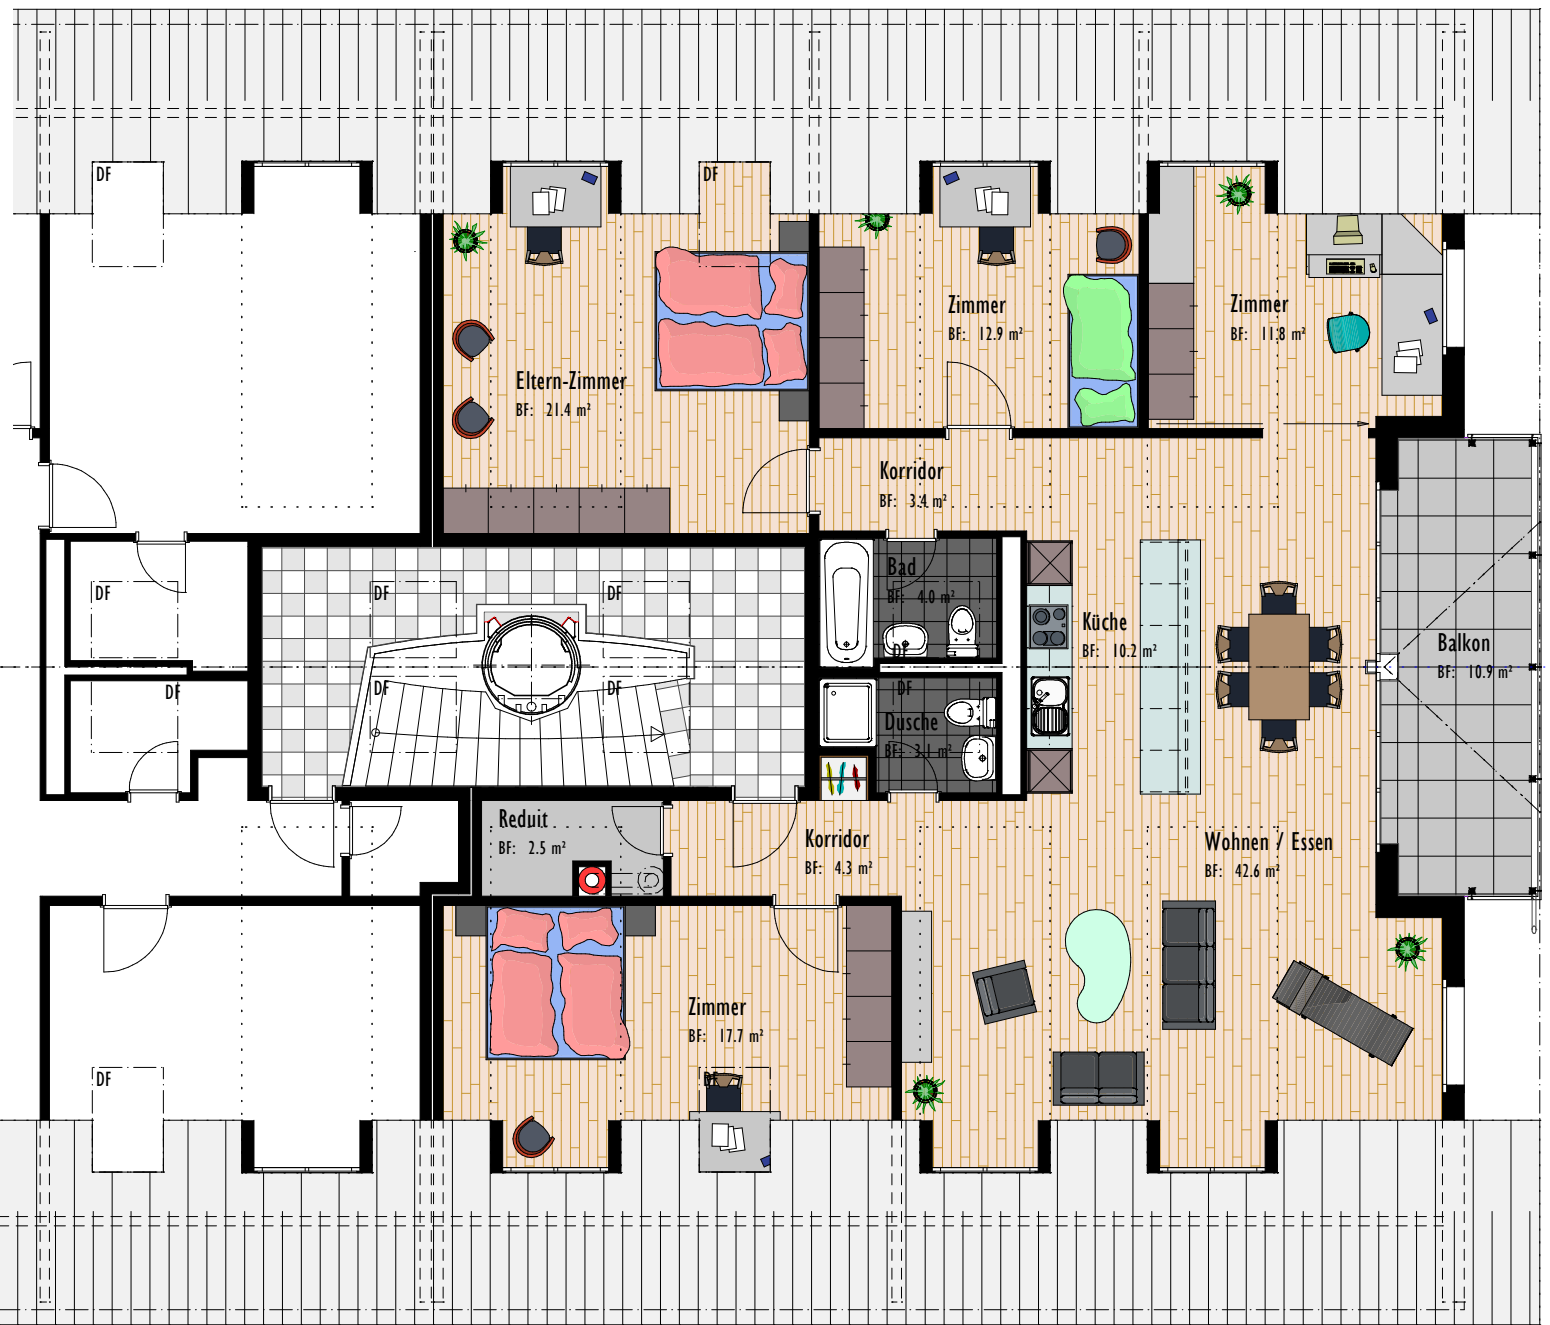 DF
DF
Zimmer
BF: 12.9 m²
Zimmer
BF: 11.8 m²
Eltern-Zimmer
BF: 21.4 m²
Korridor
BF: 3.4 m²
DF
DF
DF
Bad
BF: 4.0 m²
DF
Küche
BF: 10.2 m²
Balkon
BF: 10.9 m²
DF
DF
DF
DF
Dusche
BF: 3.1 m²
Reduit
BF: 2.5 m²
Korridor
BF: 4.3 m²
Wohnen / Essen
BF: 42.6 m²
Zimmer
BF: 17.7 m²
DF
DF